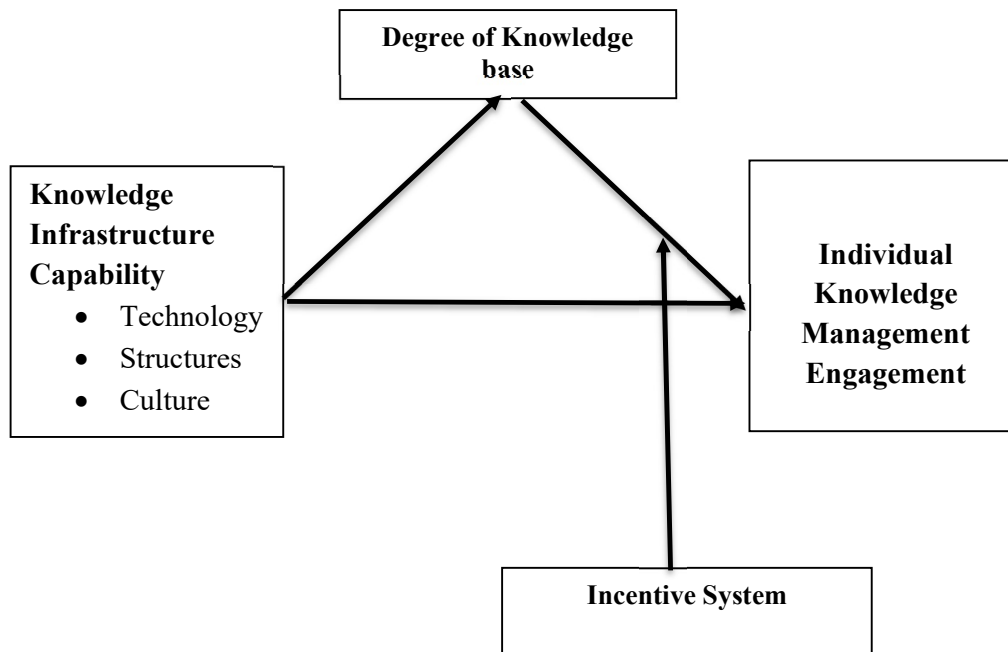 Degree of Knowledge
base
Knowledge
Infrastructure
Capability
• Technology
• Structures
• Culture
Individual
Knowledge
Management
Engagement
Incentive System